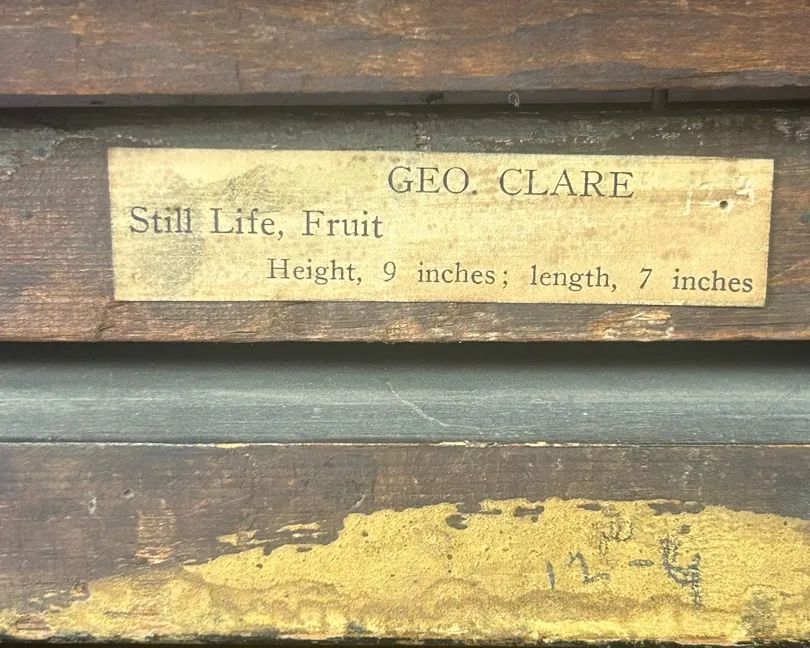 GEO. CLARE
Still Life, Fruit
Height, 9 inches; length, 7 inches